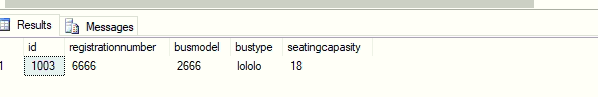 Results Messages
id registrationnumber busmodel bustype seatingcapasity
1 1003 6666 2666 lololo 18